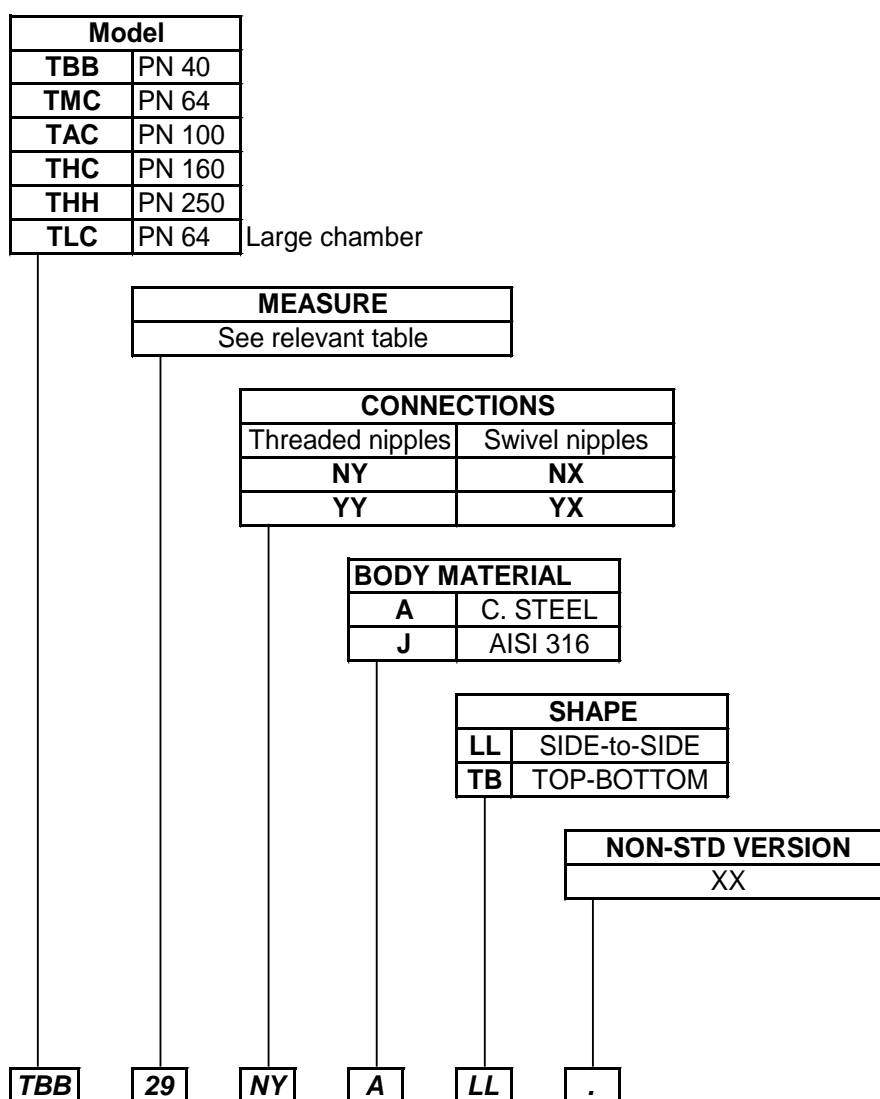 Model
TBB PN 40
TMC PN 64
TAC PN 100
THC PN 160
THH PN 250
TLC PN 64 Large chamber
MEASURE
See relevant table
CONNECTIONS
Threaded nipples Swivel nipples
NY NX
YY YX
BODY MATERIAL
A C. STEEL
J AISI 316
SHAPE
LL SIDE-to-SIDE
TB TOP-BOTTOM
NON-STD VERSION
XX
TBB 29 NY A LL .